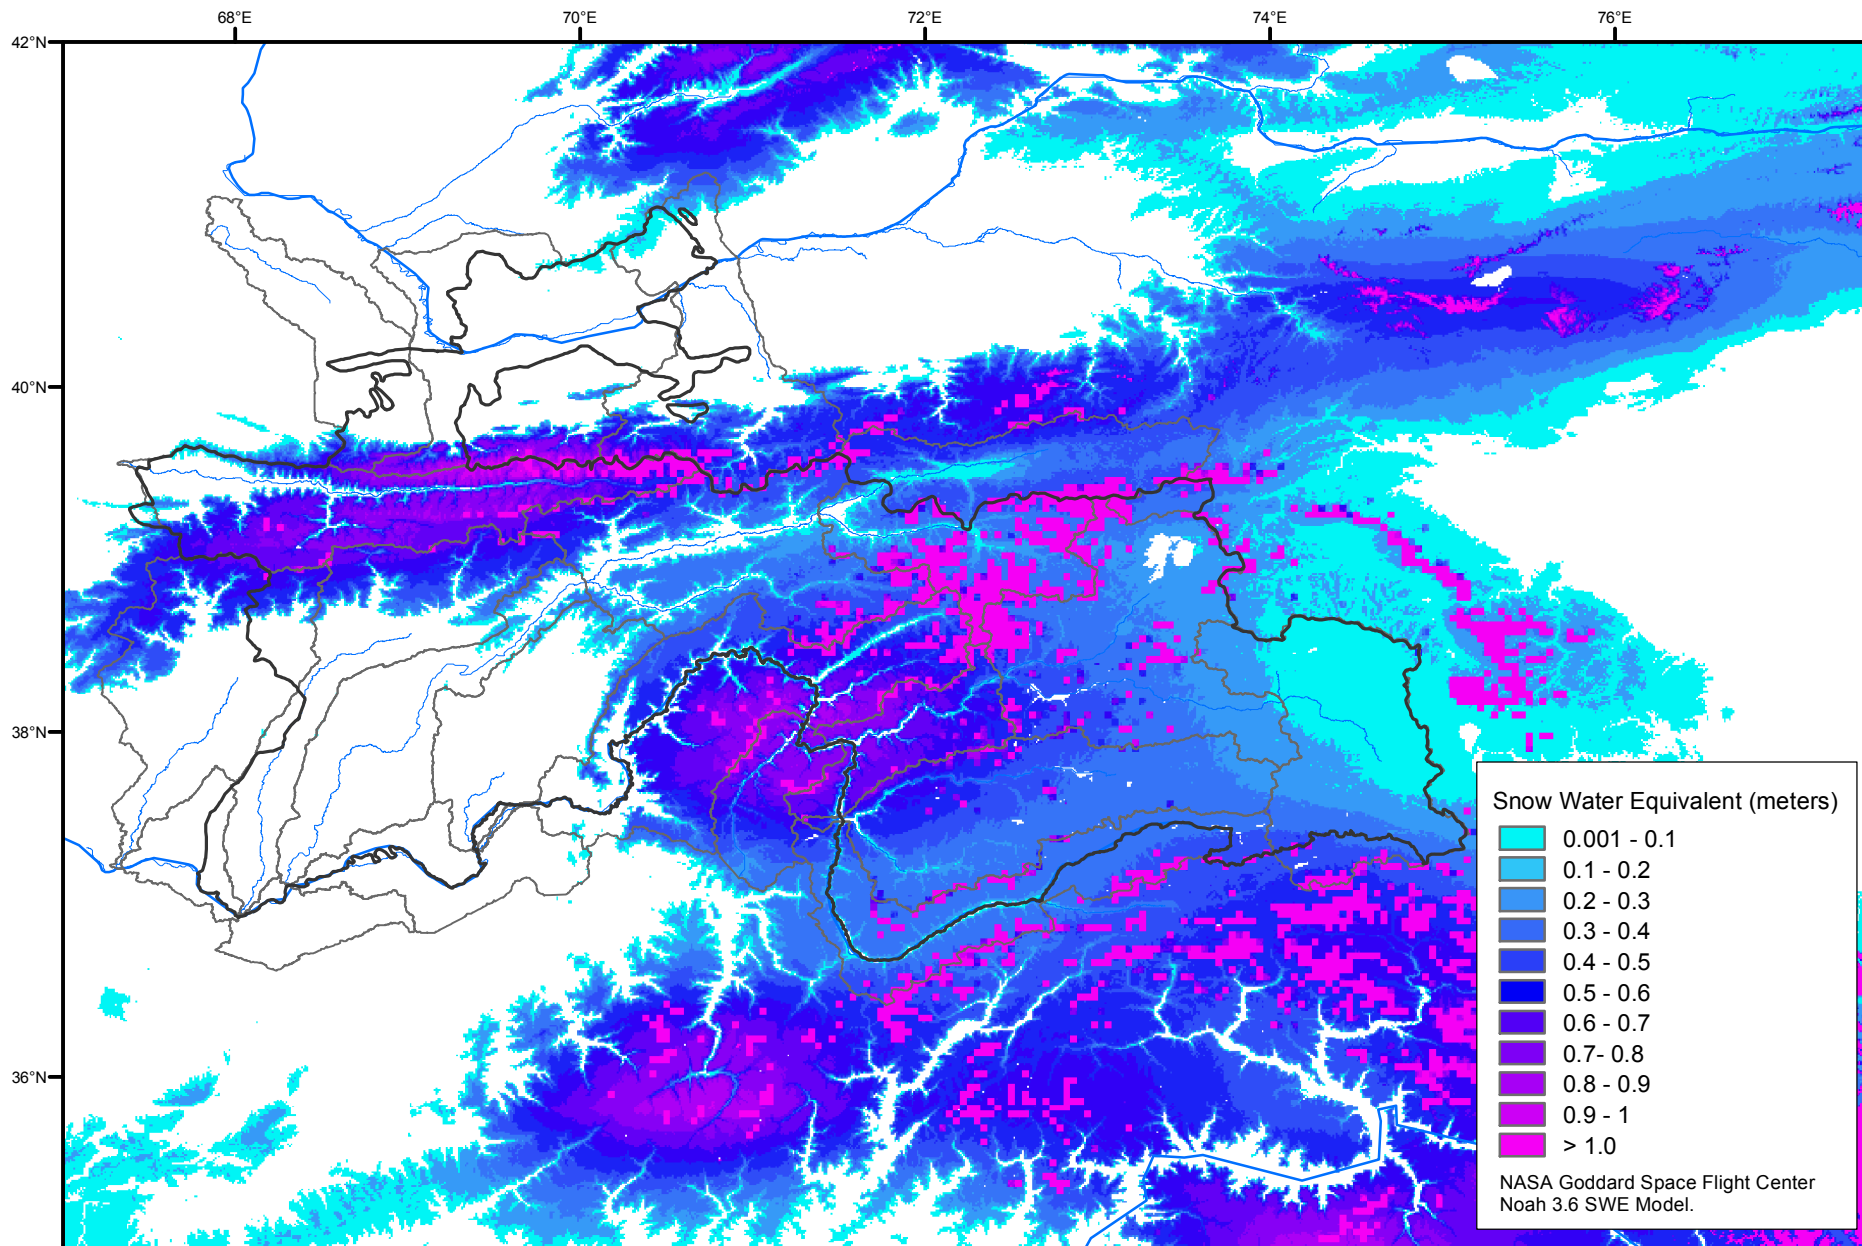 68°E 70°E 72°E 74°E 76°E
42°N
40°N
38°N
36°N
Snow Water Equivalent (meters)
0.001 - 0.1
0.1 - 0.2
0.2 - 0.3
0.3 - 0.4
0.4 - 0.5
0.5 - 0.6
0.6 - 0.7
0.7- 0.8
0.8 - 0.9
0.9 - 1
> 1.0
NASA Goddard Space Flight Center
Noah 3.6 SWE Model.